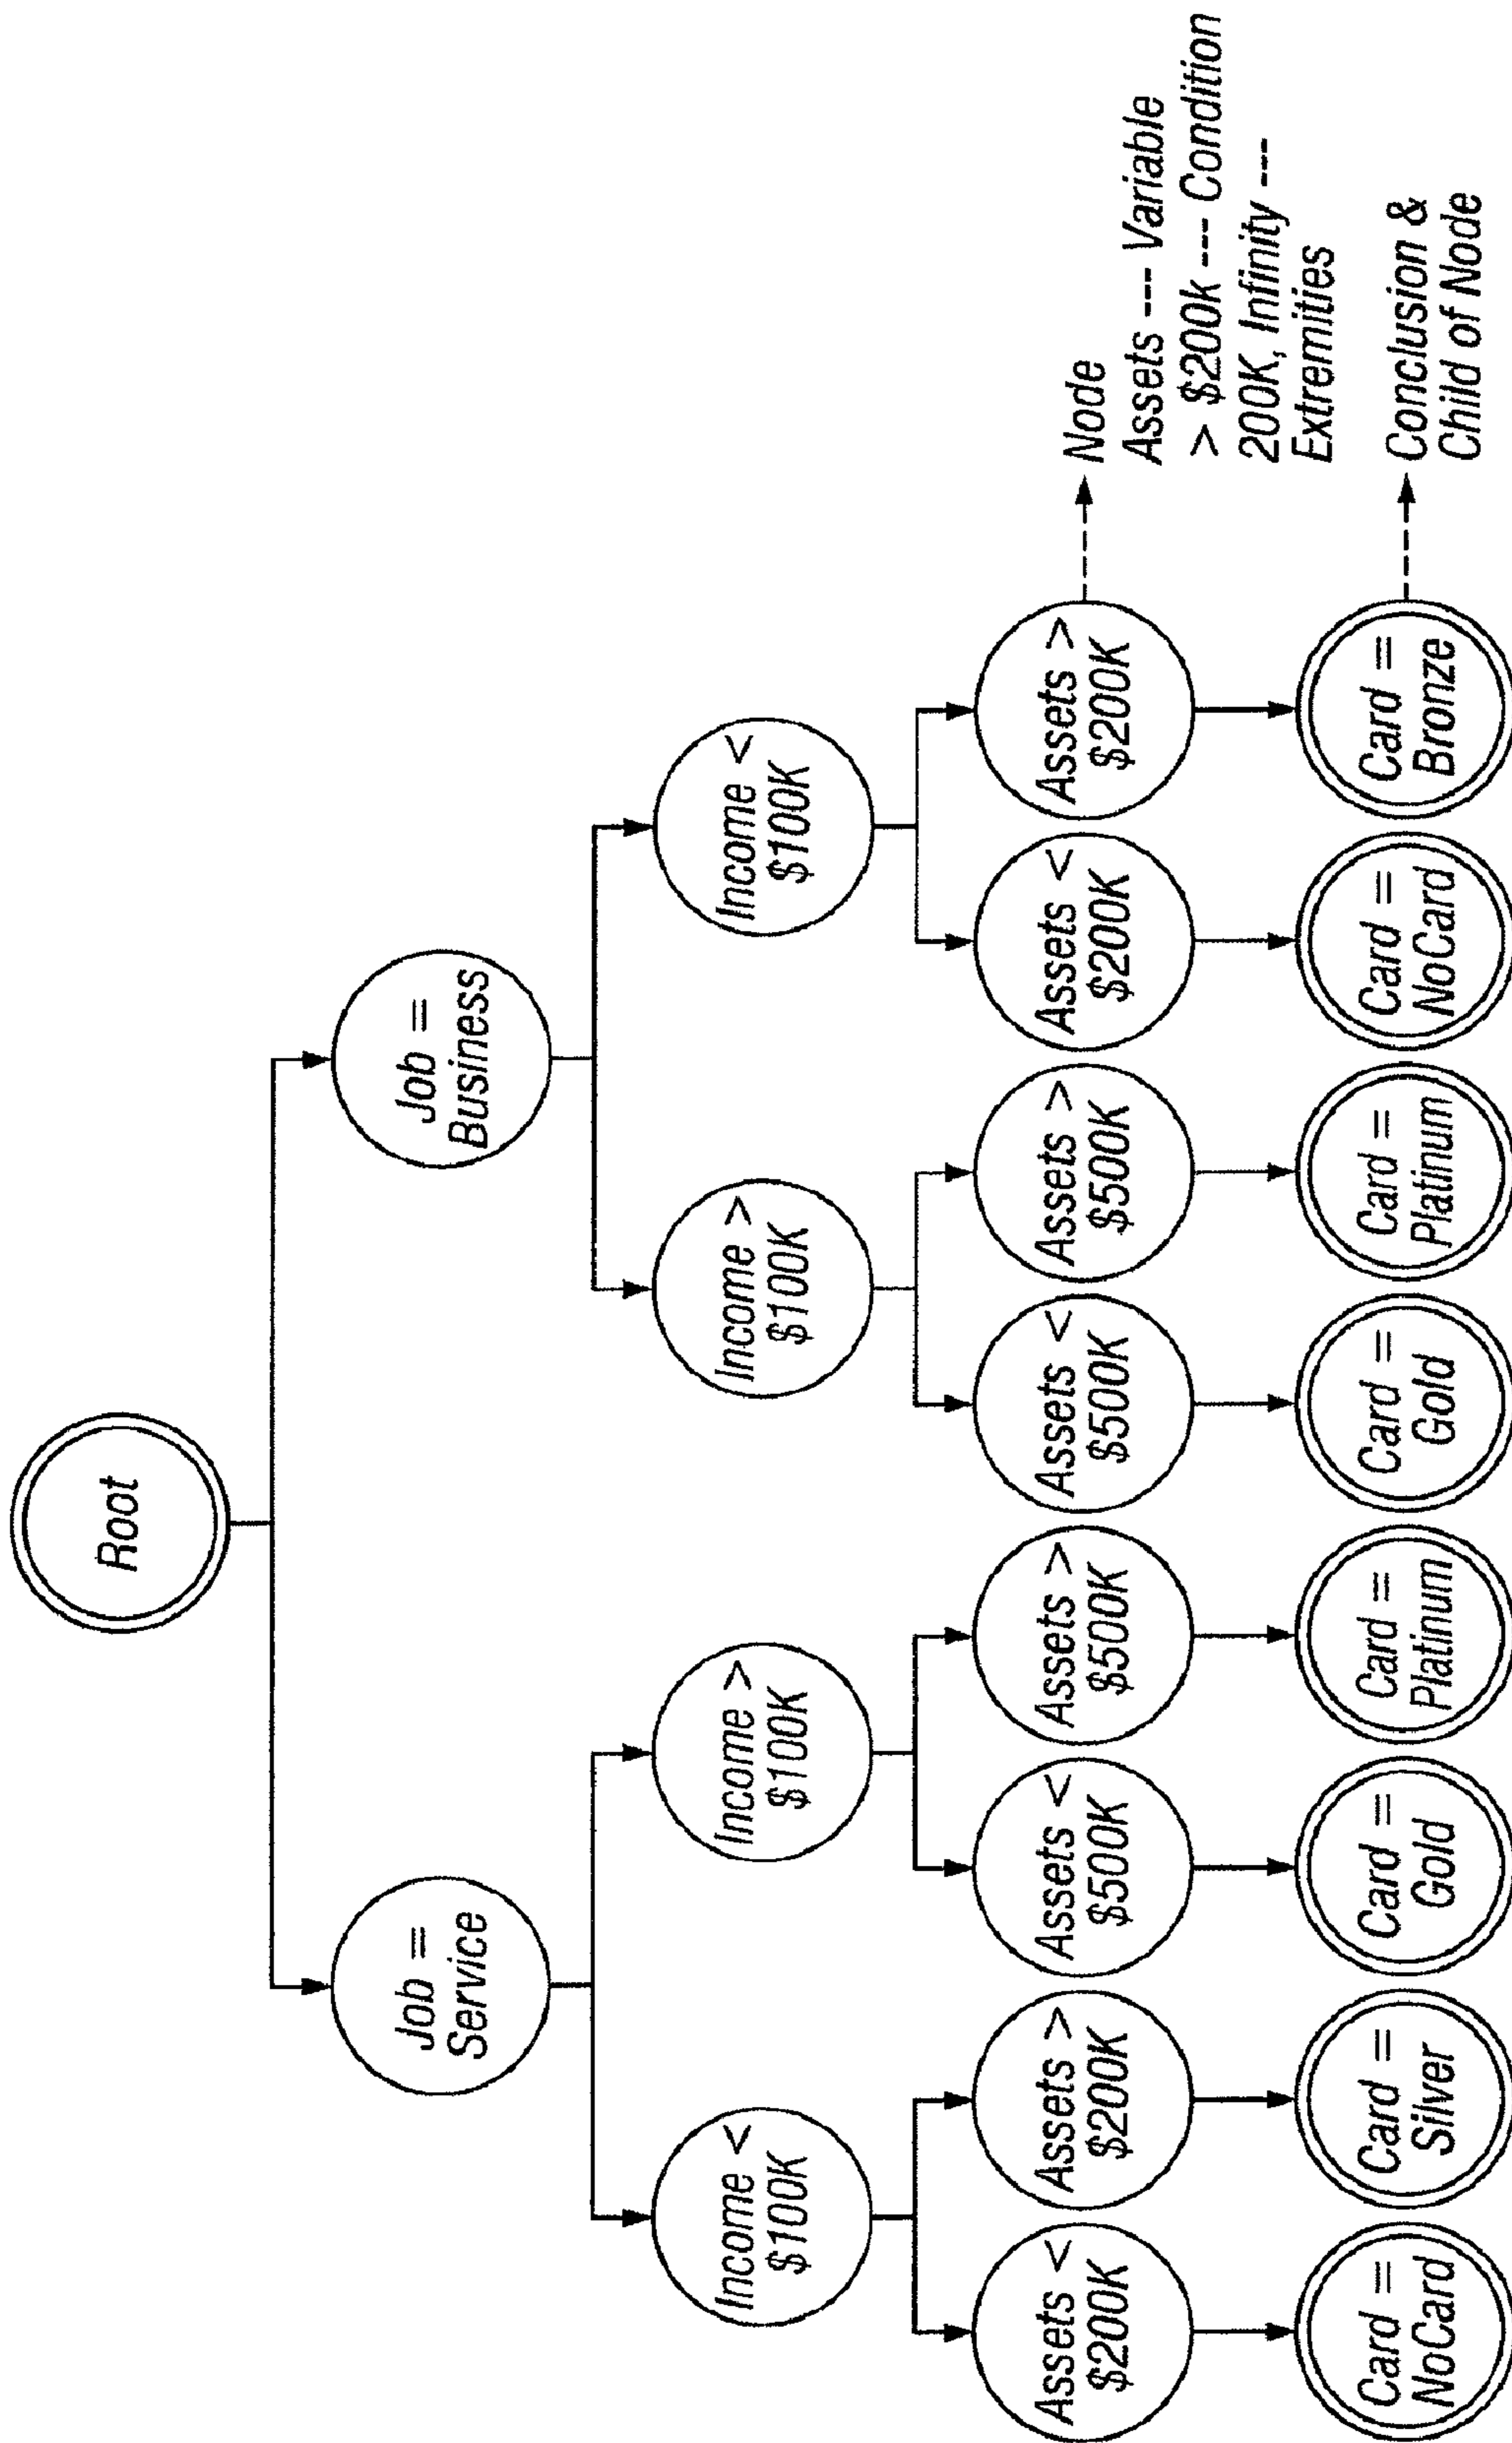 Root
Job =
Service
Job =
Business
Income <
$100K
Income >
$100K
Income >
$100K
Income <
$100K
Assets <
$200K
Assets >
$200K
Assets <
$500K
Assets >
$500K
Assets <
$500K
Assets >
$500K
Assets <
$200K
Assets >
$200K
Node
Assets --- Variable
> $200k --- Condition
200K, Infinity ---
Extremities
Card =
NoCard
Card =
Silver
Card =
Gold
Card =
Platinum
Card =
Gold
Card =
Platinum
Card =
NoCard
Card =
Bronze
Conclusion &
Child of Node